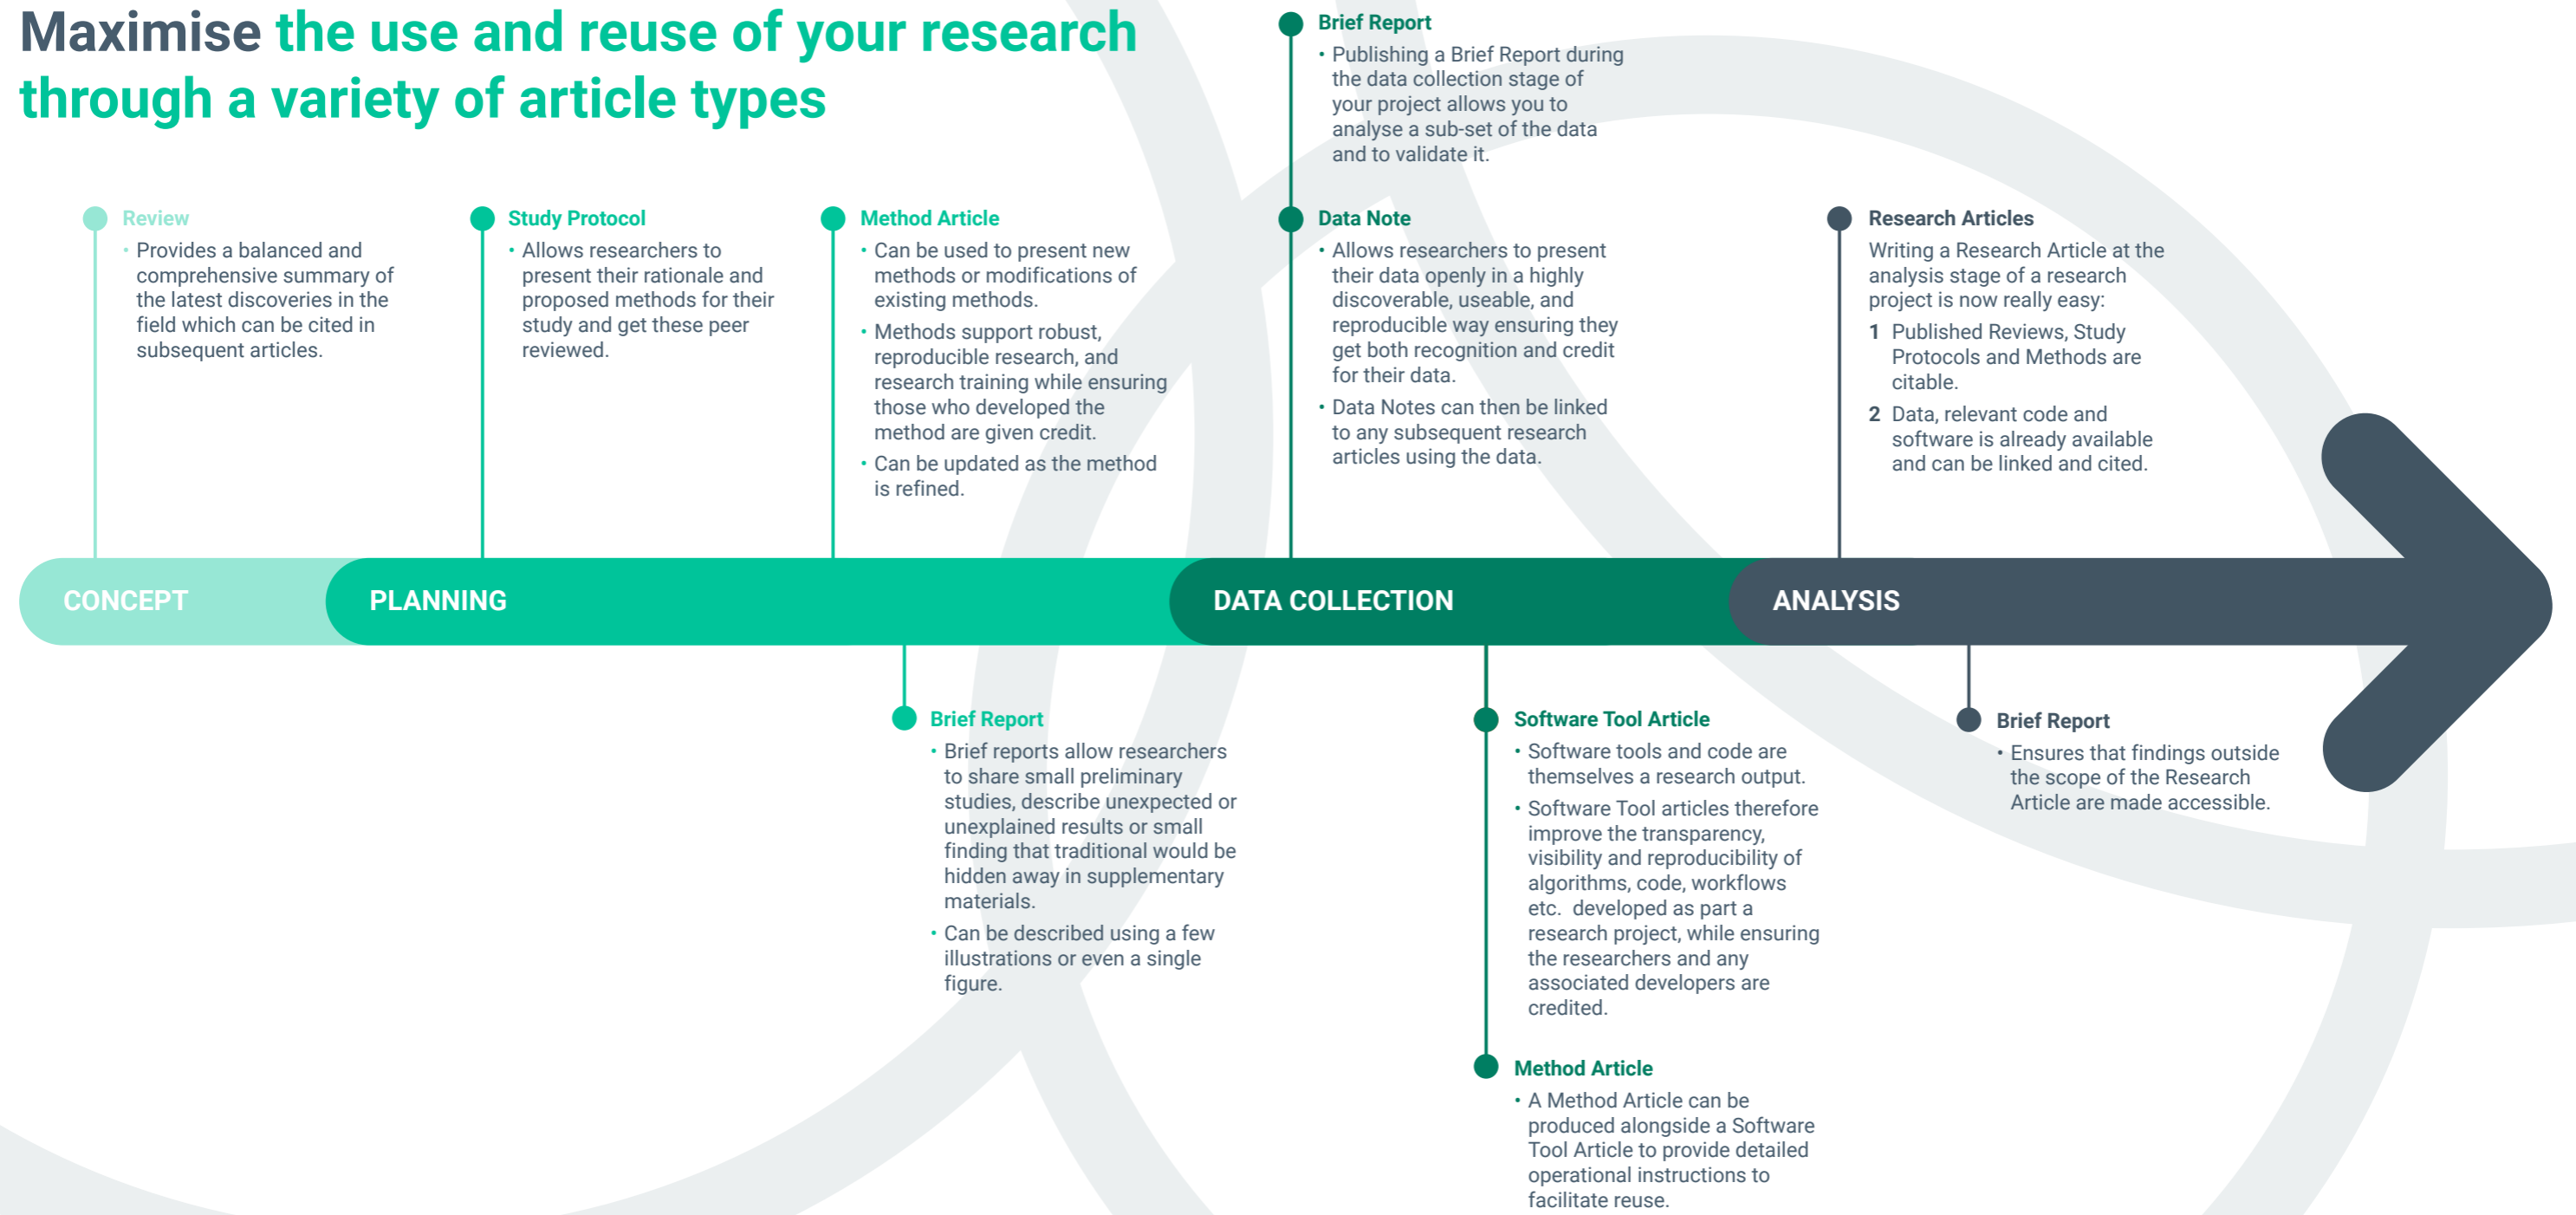 Maximise the use and reuse of your research
through a variety of article types
Review
• Provides a balanced and
comprehensive summary of
the latest discoveries in the
field which can be cited in
subsequent articles.
Study Protocol
• Allows researchers to
present their rationale and
proposed methods for their
study and get these peer
reviewed.
Method Article
• Can be used to present new
methods or modifications of
existing methods.
• Methods support robust,
reproducible research, and
research training while ensuring
those who developed the
method are given credit.
• Can be updated as the method
is refined.
Brief Report
• Publishing a Brief Report during
the data collection stage of
your project allows you to
analyse a sub-set of the data
and to validate it.
Data Note
• Allows researchers to present
their data openly in a highly
discoverable, useable, and
reproducible way ensuring they
get both recognition and credit
for their data.
• Data Notes can then be linked
to any subsequent research
articles using the data.
Research Articles
Writing a Research Article at the
analysis stage of a research
project is now really easy:
1 Published Reviews, Study
Protocols and Methods are
citable.
2 Data, relevant code and
software is already available
and can be linked and cited.
CONCEPT
PLANNING
DATA COLLECTION
ANALYSIS
Brief Report
• Brief reports allow researchers
to share small preliminary
studies, describe unexpected or
unexplained results or small
finding that traditional would be
hidden away in supplementary
materials.
• Can be described using a few
illustrations or even a single
figure.
Software Tool Article
• Software tools and code are
themselves a research output.
• Software Tool articles therefore
improve the transparency,
visibility and reproducibility of
algorithms, code, workflows
etc.  developed as part a
research project, while ensuring
the researchers and any
associated developers are
credited.
Method Article
• A Method Article can be
produced alongside a Software
Tool Article to provide detailed
operational instructions to
facilitate reuse.
Brief Report
• Ensures that findings outside
the scope of the Research
Article are made accessible.